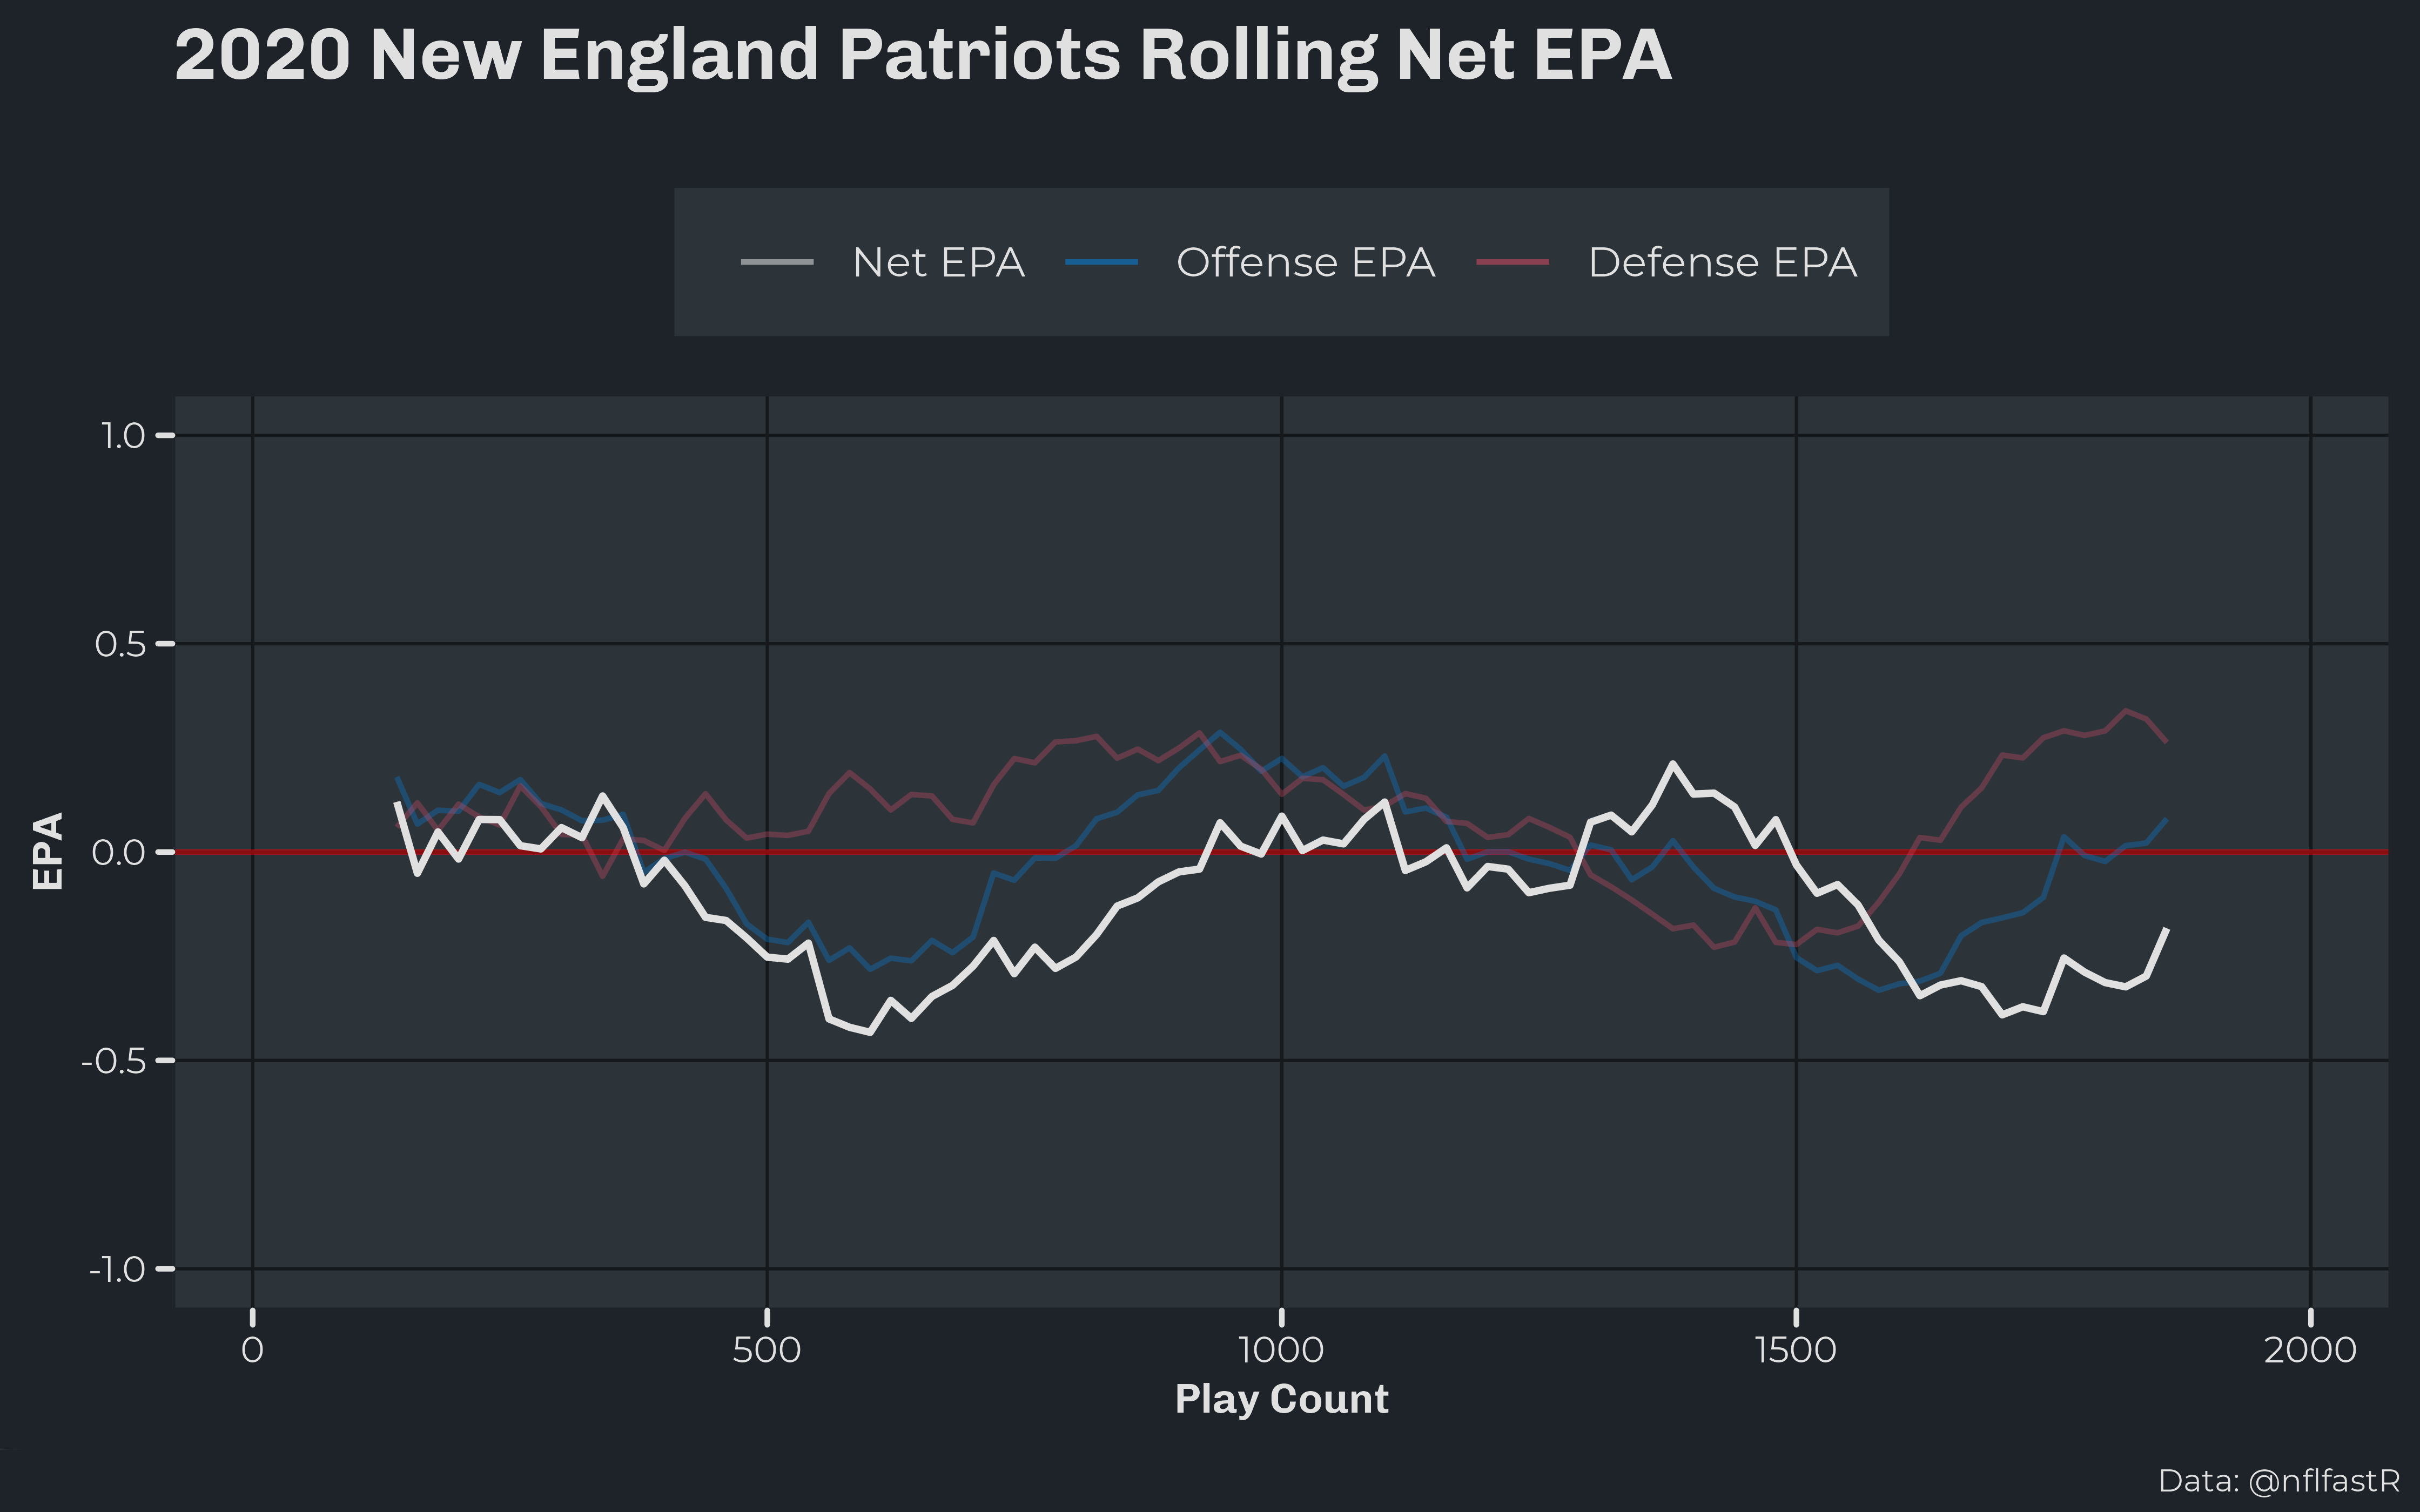 2020 New England Patriots Rolling Net EPA
Net EPA Offense EPA Defense EPA
1.0
0.5
0.0
-0.5
-1.0
EPA
0 500 1000 1500 2000
Play Count
Data: @nflfastR